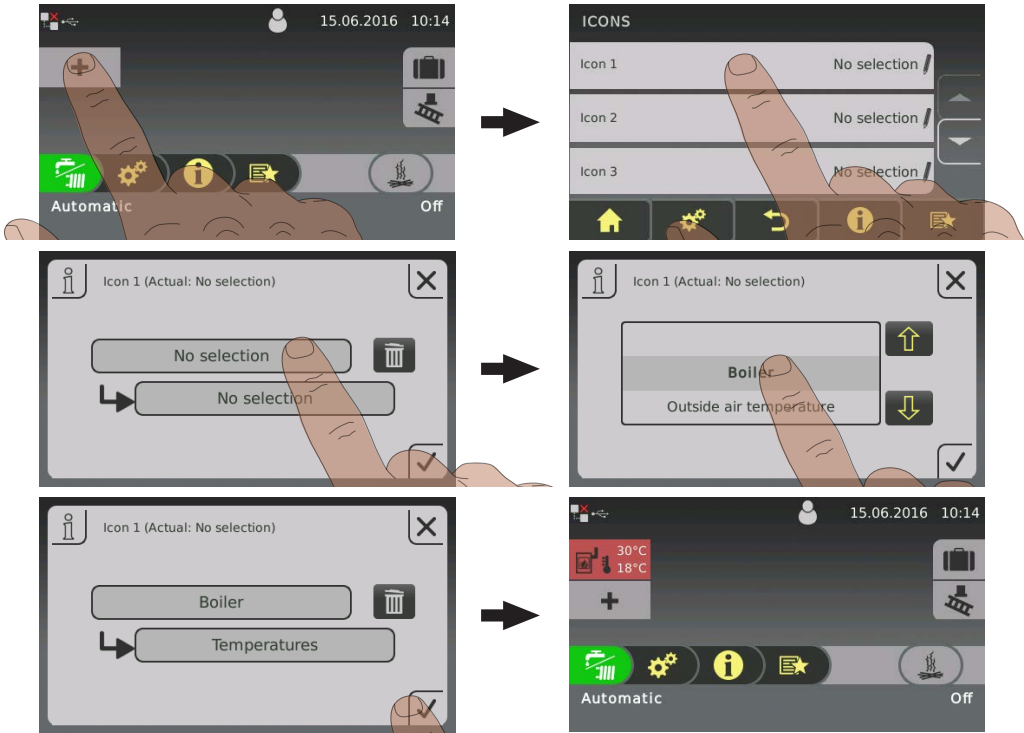 15.06.2016 10:14
Automatic Off
ICONS
Icon 1 No selection
Icon 2 No selection
Icon 3 No selection
Icon 1 (Actual: No selection)
No selection
No selection
Icon 1 (Actual: No selection)
Boiler
Outside air temperature
Icon 1 (Actual: No selection)
Boiler
Temperatures
15.06.2016 10:14
30°C
18°C
Automatic Off